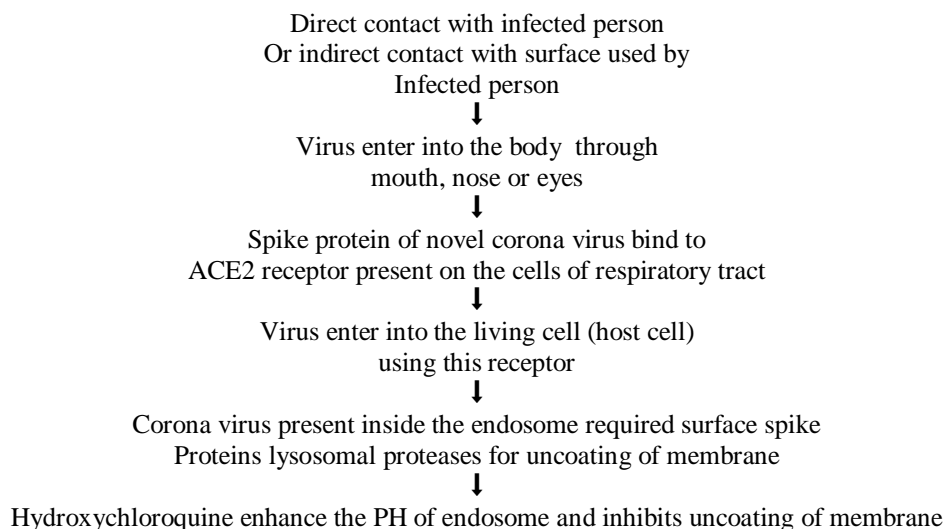 Direct contact with infected person
Or indirect contact with surface used by
Infected person
Virus enter into the body through
mouth, nose or eyes
Spike protein of novel corona virus bind to
ACE2 receptor present on the cells of respiratory tract
Virus enter into the living cell (host cell)
using this receptor
Corona virus present inside the endosome required surface spike
Proteins lysosomal proteases for uncoating of membrane
Hydroxychloroquine enhance the PH of endosome and inhibits uncoating of membrane